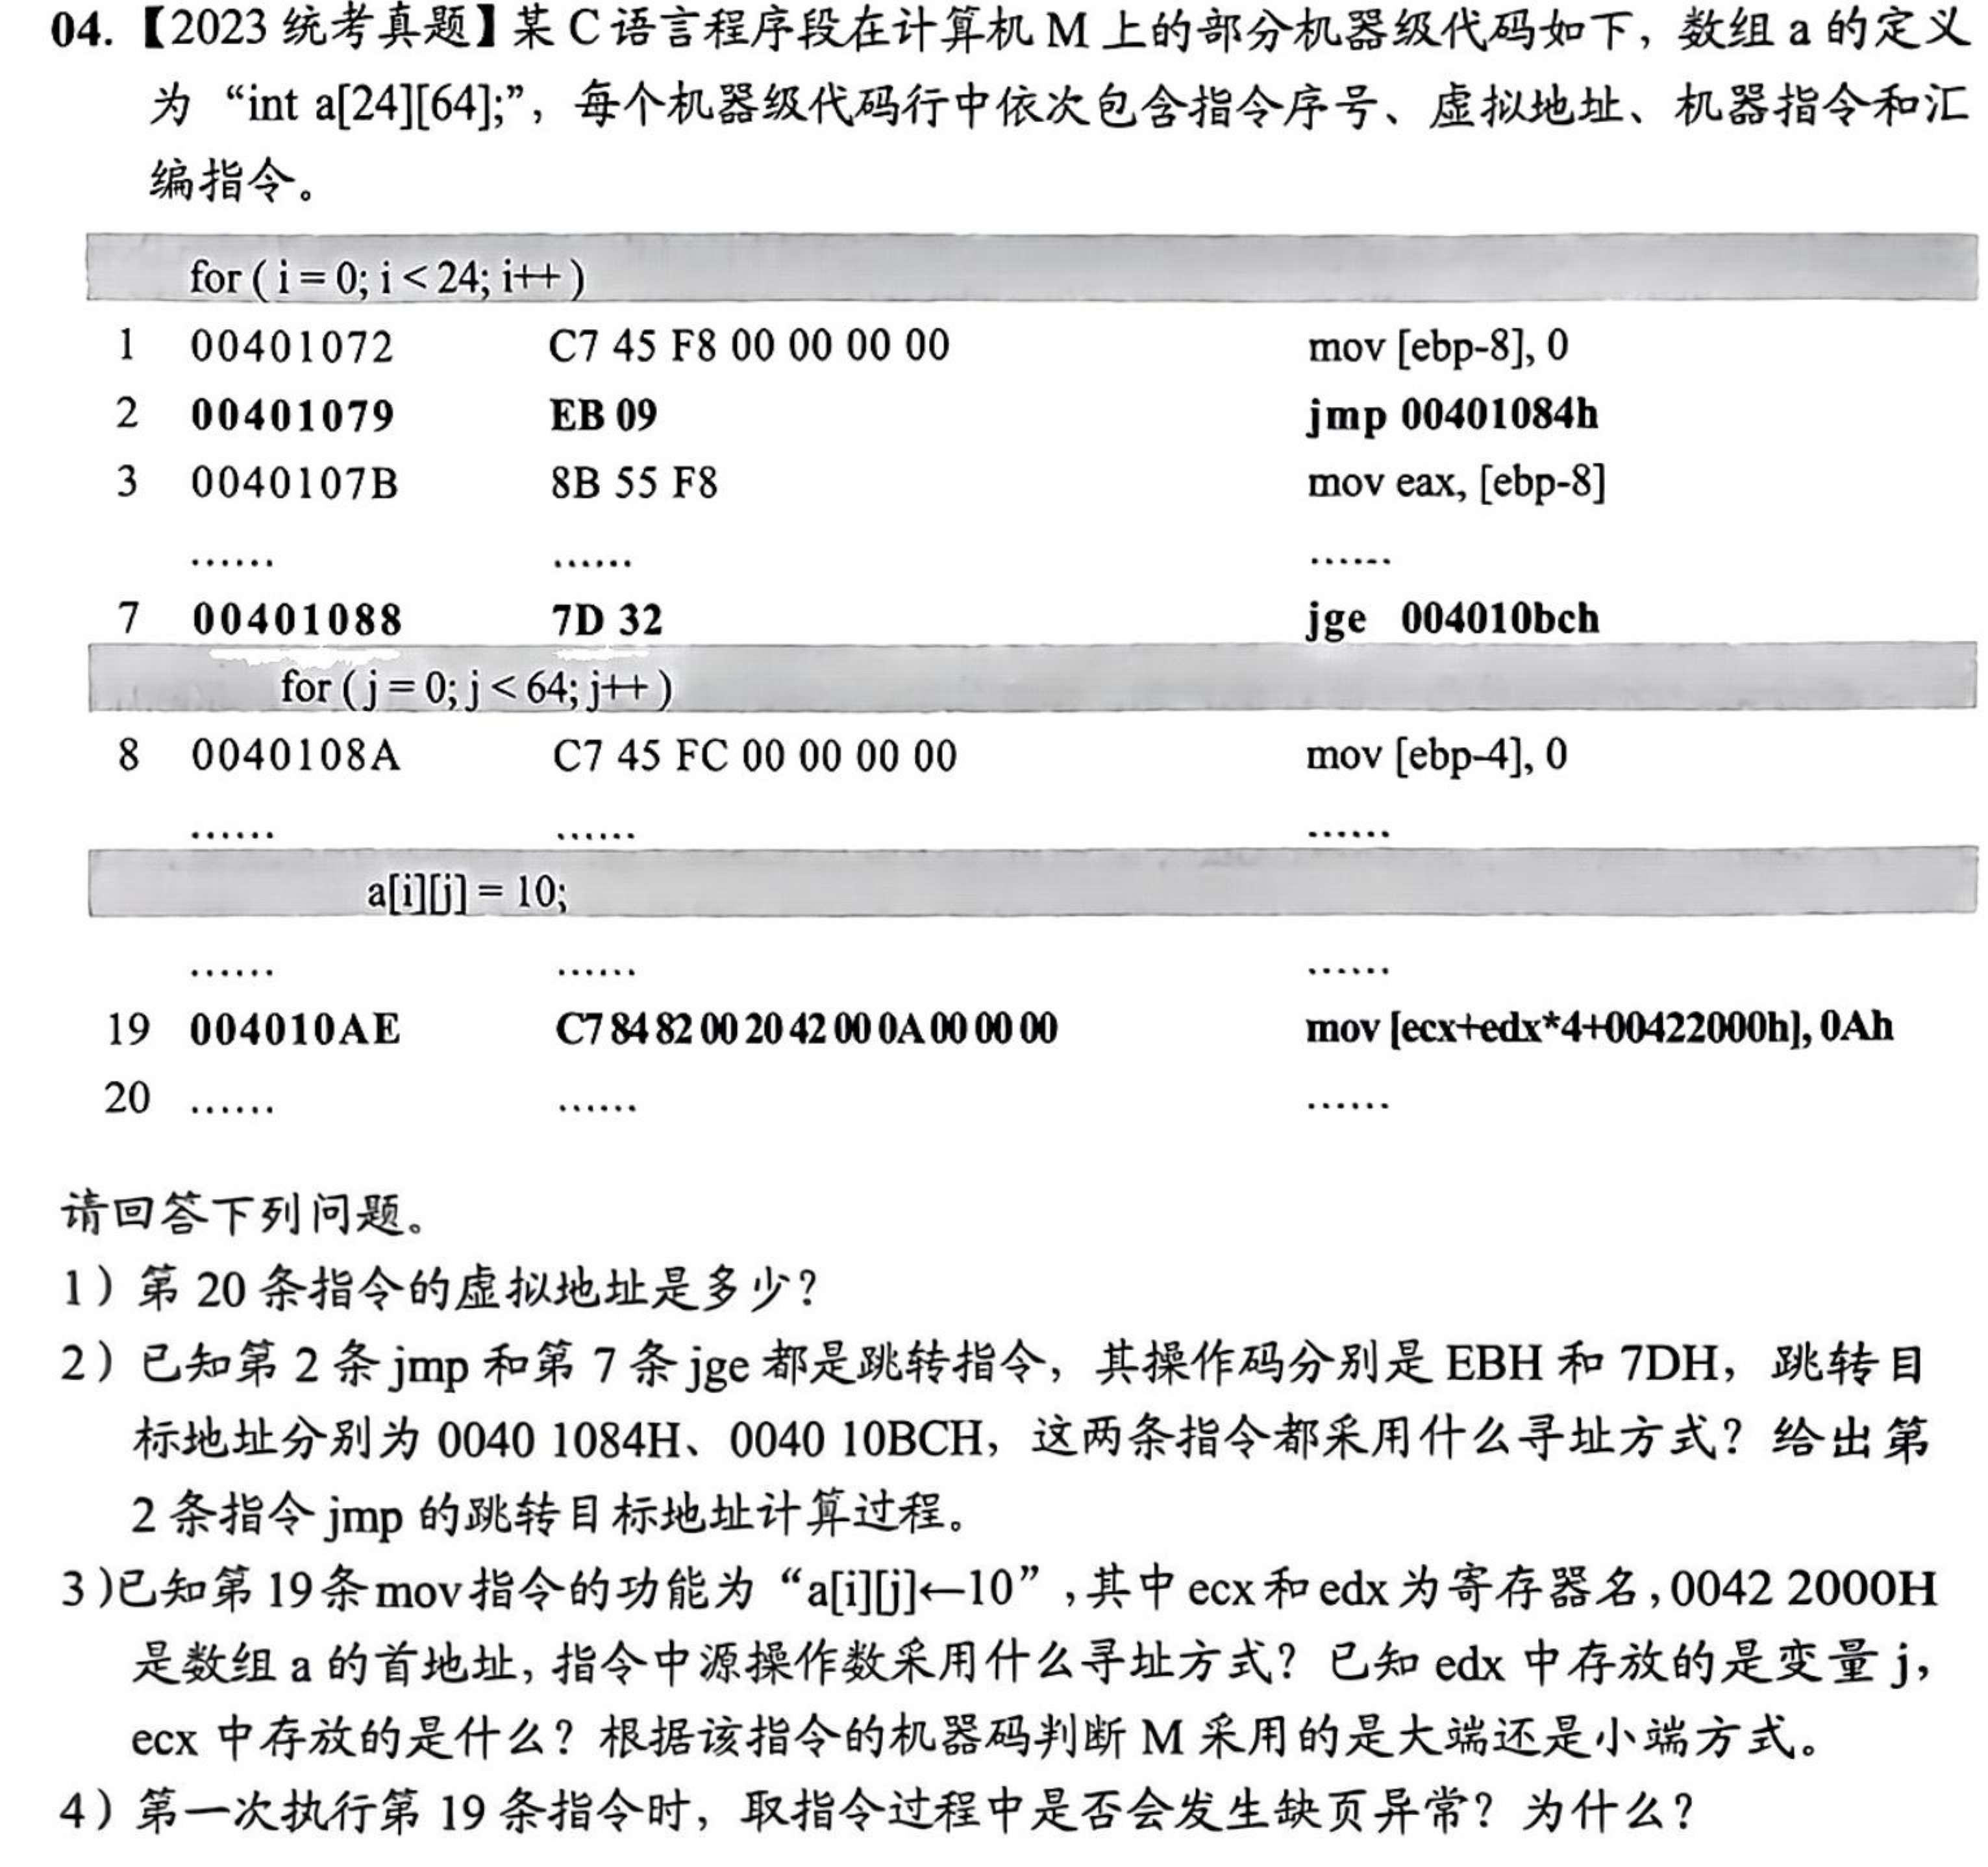 04.【2023 统考真题】某 C 语言程序段在计算机 M 上的部分机器级代码如下，数组 a 的定义
为 “int a[24][64];”，每个机器级代码行中依次包含指令序号、虚拟地址、机器指令和汇
编指令。
for ( i = 0; i < 24; i++ )
1 00401072 C7 45 F8 00 00 00 00 mov [ebp-8], 0
2 00401079 EB 09 jmp 00401084h
3 0040107B 8B 55 F8 mov eax, [ebp-8]
…… …… ……
7 00401088 7D 32 jge 004010bch
for ( j = 0; j < 64; j++ )
8 0040108A C7 45 FC 00 00 00 00 mov [ebp-4], 0
…… …… ……
a[i][j] = 10;
…… …… ……
19 004010AE C7 84 82 00 20 42 00 0A 00 00 00 mov [ecx+edx*4+00422000h], 0Ah
20 …… …… ……
请回答下列问题。
1）第 20 条指令的虚拟地址是多少？
2）已知第 2 条 jmp 和第 7 条 jge 都是跳转指令，其操作码分别是 EBH 和 7DH，跳转目
标地址分别为 0040 1084H、0040 10BCH，这两条指令都采用什么寻址方式？给出第
2 条指令 jmp 的跳转目标地址计算过程。
3）已知第 19 条 mov 指令的功能为 “a[i][j]←10”，其中 ecx 和 edx 为寄存器名，0042 2000H
是数组 a 的首地址，指令中源操作数采用什么寻址方式？已知 edx 中存放的是变量 j，
ecx 中存放的是什么？根据该指令的机器码判断 M 采用的是大端还是小端方式。
4）第一次执行第 19 条指令时，取指令过程中是否会发生缺页异常？为什么？